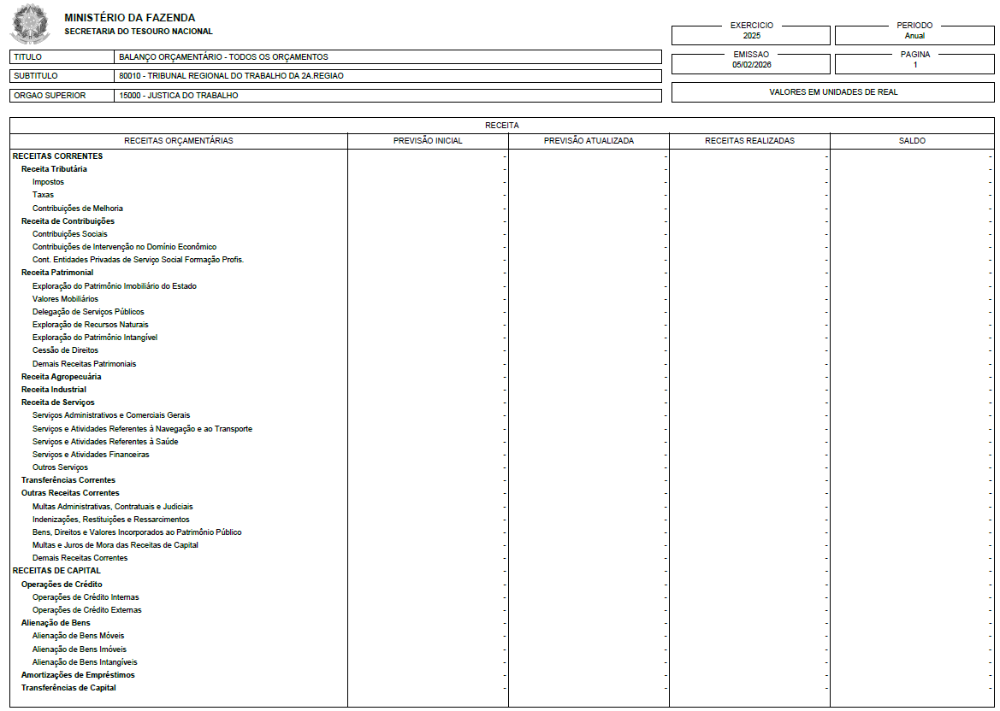 MINISTÉRIO DA FAZENDA
SECRETARIA DO TESOURO NACIONAL
EXERCICIO
2025
PERIODO
Anual
TITULO BALANÇO ORÇAMENTÁRIO - TODOS OS ORÇAMENTOS
EMISSAO
05/02/2026
PAGINA
1
SUBTITULO 80010 - TRIBUNAL REGIONAL DO TRABALHO DA 2A.REGIAO
ORGAO SUPERIOR 15000 - JUSTICA DO TRABALHO
VALORES EM UNIDADES DE REAL
RECEITA
RECEITAS ORÇAMENTÁRIAS PREVISÃO INICIAL PREVISÃO ATUALIZADA RECEITAS REALIZADAS SALDO
RECEITAS CORRENTES - - - -
Receita Tributária - - - -
Impostos - - - -
Taxas - - - -
Contribuições de Melhoria - - - -
Receita de Contribuições - - - -
Contribuições Sociais - - - -
Contribuições de Intervenção no Domínio Econômico - - - -
Cont. Entidades Privadas de Serviço Social Formação Profis. - - - -
Receita Patrimonial - - - -
Exploração do Patrimônio Imobiliário do Estado - - - -
Valores Mobiliários - - - -
Delegação de Serviços Públicos - - - -
Exploração de Recursos Naturais - - - -
Exploração do Patrimônio Intangível - - - -
Cessão de Direitos - - - -
Demais Receitas Patrimoniais - - - -
Receita Agropecuária - - - -
Receita Industrial - - - -
Receita de Serviços - - - -
Serviços Administrativos e Comerciais Gerais - - - -
Serviços e Atividades Referentes à Navegação e ao Transporte - - - -
Serviços e Atividades Referentes à Saúde - - - -
Serviços e Atividades Financeiras - - - -
Outros Serviços - - - -
Transferências Correntes - - - -
Outras Receitas Correntes - - - -
Multas Administrativas, Contratuais e Judiciais - - - -
Indenizações, Restituições e Ressarcimentos - - - -
Bens, Direitos e Valores Incorporados ao Patrimônio Público - - - -
Multas e Juros de Mora das Receitas de Capital - - - -
Demais Receitas Correntes - - - -
RECEITAS DE CAPITAL - - - -
Operações de Crédito - - - -
Operações de Crédito Internas - - - -
Operações de Crédito Externas - - - -
Alienação de Bens - - - -
Alienação de Bens Móveis - - - -
Alienação de Bens Imóveis - - - -
Alienação de Bens Intangíveis - - - -
Amortizações de Empréstimos - - - -
Transferências de Capital - - - -